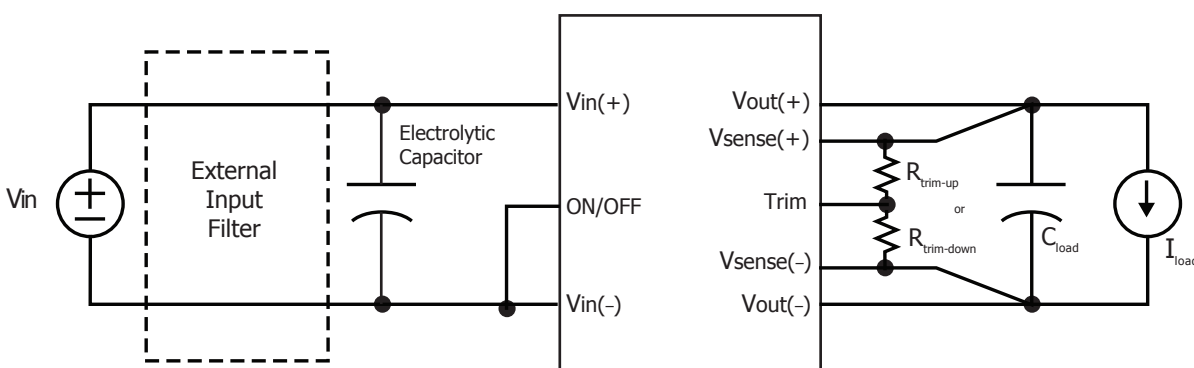 Vin
External
Input
Filter
Electrolytic
Capacitor
Vin(+)
ON/OFF
Vin(−)
Vout(+)
Vsense(+)
Trim
Vsense(−)
Vout(−)
Rtrim-up
or
Rtrim-down
Cload
Iload